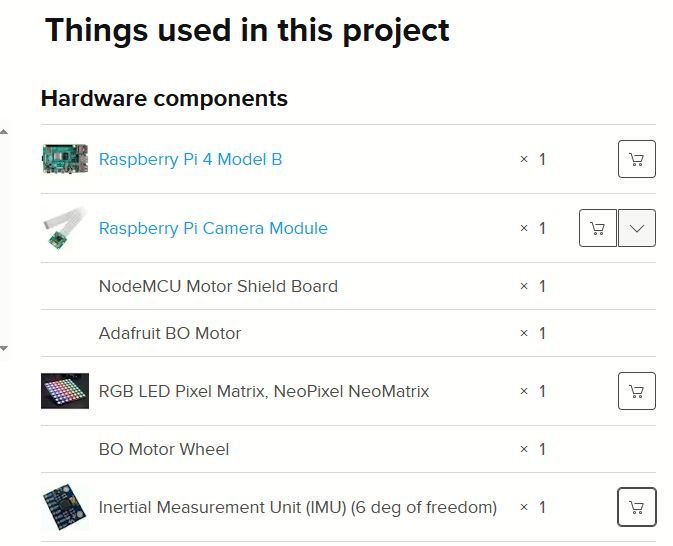 Things used in this project
Hardware components
Raspberry Pi 4 Model B × 1
Raspberry Pi Camera Module × 1
NodeMCU Motor Shield Board × 1
Adafruit BO Motor × 1
RGB LED Pixel Matrix, NeoPixel NeoMatrix × 1
BO Motor Wheel × 1
Inertial Measurement Unit (IMU) (6 deg of freedom) × 1